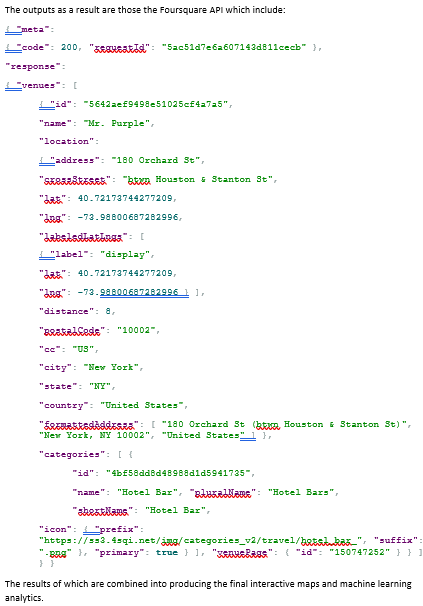 The outputs as a result are those the Foursquare API which include:
{ "meta":
{ "code": 200, "requestId": "5ac51d7e6a607143d811cecb" },
"response":
{ "venues": [
{ "id": "5642aef9498e51025cf4a7a5",
"name": "Mr. Purple",
"location":
{ "address": "180 Orchard St",
"crossStreet": "btwn Houston & Stanton St",
"lat": 40.72173744277209,
"lng": -73.98800687282996,
"labeledLatLngs": [
{ "label": "display",
"lat": 40.72173744277209,
"lng": -73.98800687282996 } ],
"distance": 8,
"postalCode": "10002",
"cc": "US",
"city": "New York",
"state": "NY",
"country": "United States",
"formattedAddress": [ "180 Orchard St (btwn Houston & Stanton St)",
"New York, NY 10002", "United States" ] },
"categories": [ {
"id": "4bf58dd8d48988d1d5941735",
"name": "Hotel Bar", "pluralName": "Hotel Bars",
"shortName": "Hotel Bar",
"icon": { "prefix":
"https://ss3.4sqi.net/img/categories_v2/travel/hotel_bar_", "suffix":
".png" }, "primary": true } ], "venuePage": { "id": "150747252" } } ]
} }
The results of which are combined into producing the final interactive maps and machine learning
analytics.